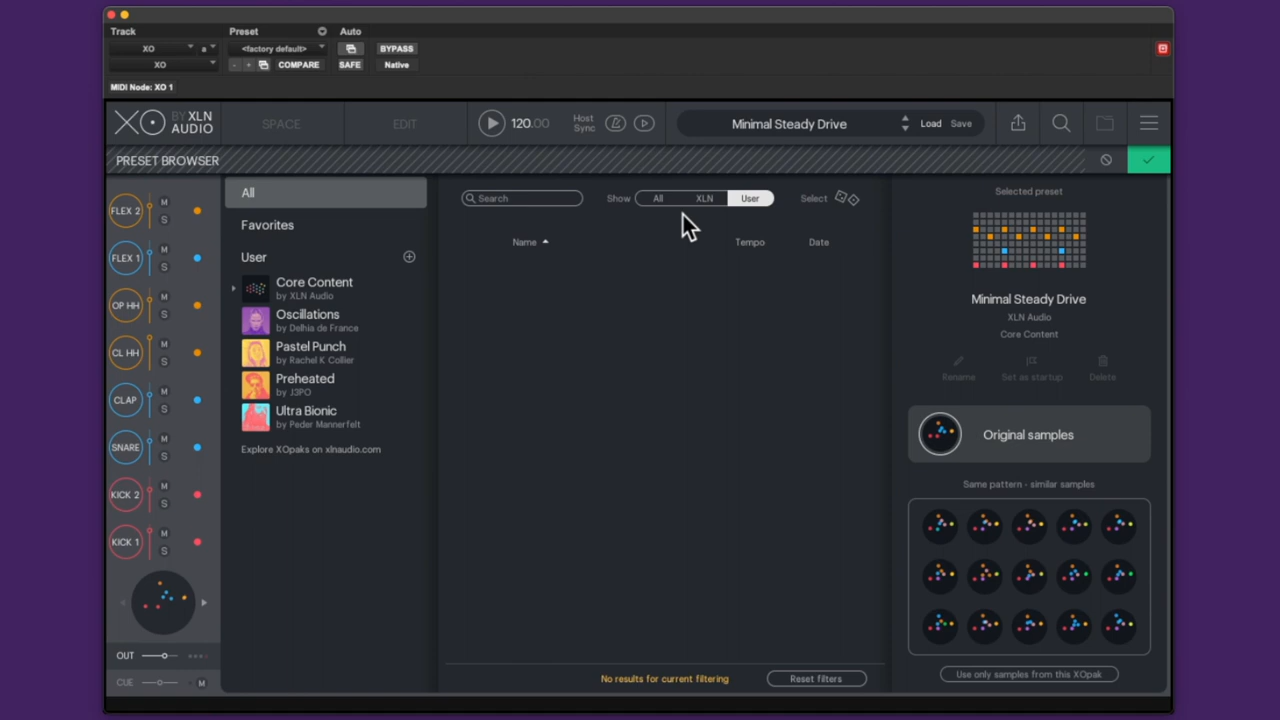 Track Preset Auto
XO a <factory default> BYPASS
XO - + COMPARE SAFE Native
MIDI Node: XO 1
XO BY XLN AUDIO SPACE EDIT 120.00 Host Sync Minimal Steady Drive Load Save
PRESET BROWSER
FLEX 2 M S
FLEX 1 M S
OP HH M S
CL HH M S
CLAP M S
SNARE M S
KICK 2 M S
KICK 1 M S
OUT
CUE M
All
Favorites
User
Core Content
by XLN Audio
Oscillations
by Delhia de France
Pastel Punch
by Rachel K Collier
Preheated
by J3PO
Ultra Bionic
by Peder Mannerfelt
Explore XOpaks on xlnaudio.com
Search Show All XLN User Select
Name Tempo Date
No results for current filtering Reset filters
Selected preset
Minimal Steady Drive
XLN Audio
Core Content
Rename Set as startup Delete
Original samples
Same pattern - similar samples
Use only samples from this XOpak